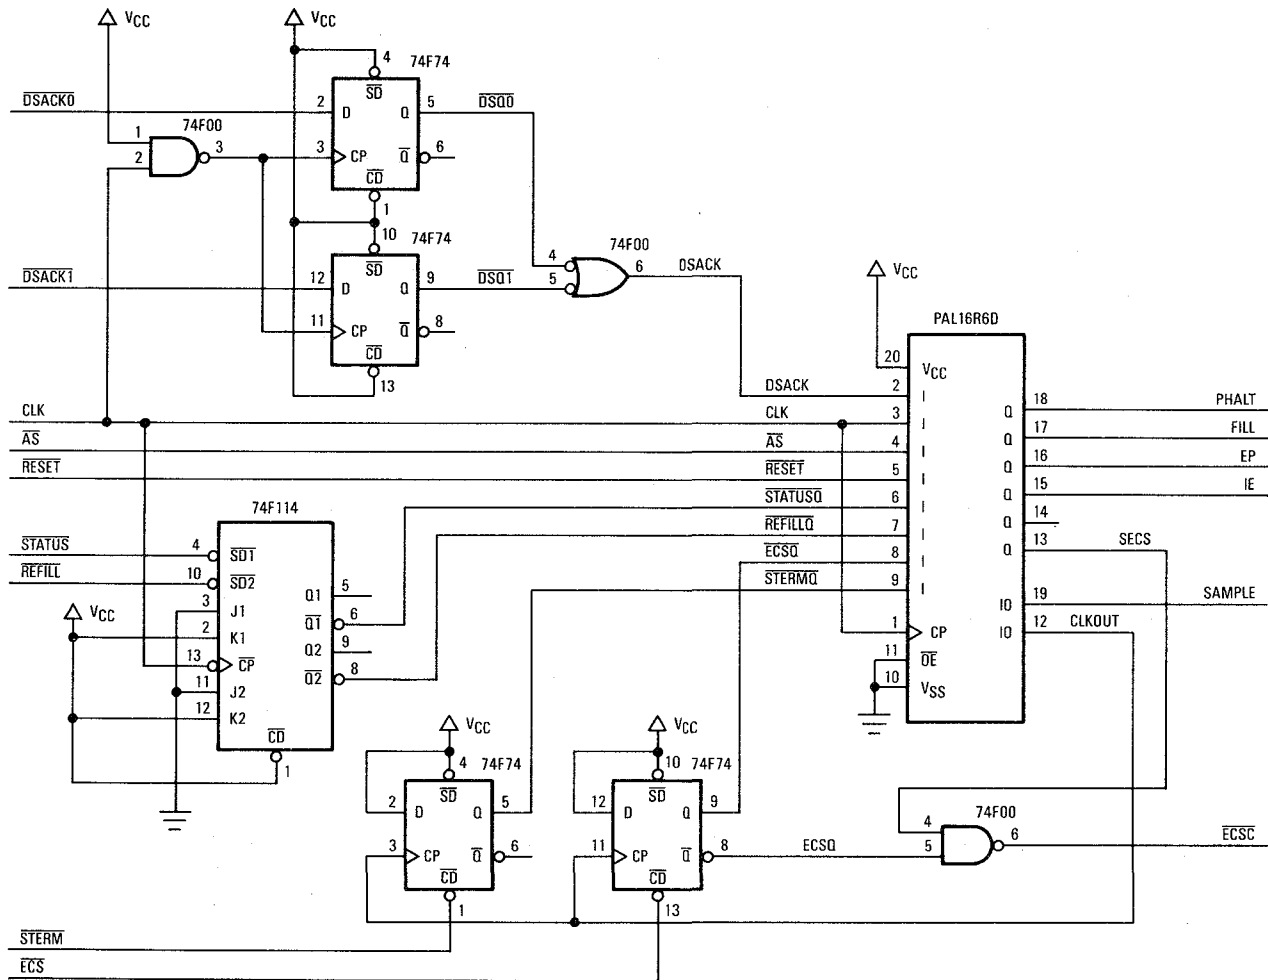 VCC
VCC
4
74F74
DSACK0
2
D
SD
Q
5
DSQ0
74F00
1
2
3
3
CP
Q
6
CD
1
10
74F74
DSACK1
12
D
SD
Q
9
DSQ1
11
CP
Q
8
CD
13
74F00
4
5
6
DSACK
VCC
PAL16R6D
20
VCC
DSACK
2
I
CLK
CLK
3
I
AS
AS
4
I
RESET
RESET
5
I
STATUSQ
6
I
REFILLQ
7
I
ECSQ
8
I
STERMQ
9
I
1
CP
11
OE
10
VSS
Q
18
PHALT
Q
17
FILL
Q
16
EP
Q
15
IE
Q
14
Q
13
SECS
IO
19
SAMPLE
IO
12
CLKOUT
74F114
STATUS
4
SD1
REFILL
10
SD2
VCC
3
J1
2
K1
13
CP
11
J2
12
K2
CD
1
Q1
5
Q1
6
Q2
9
Q2
8
VCC
4
74F74
2
D
SD
Q
5
3
CP
Q
6
CD
1
VCC
10
74F74
12
D
SD
Q
9
11
CP
Q
8
ECSQ
CD
13
74F00
4
5
6
ECSC
STERM
ECS